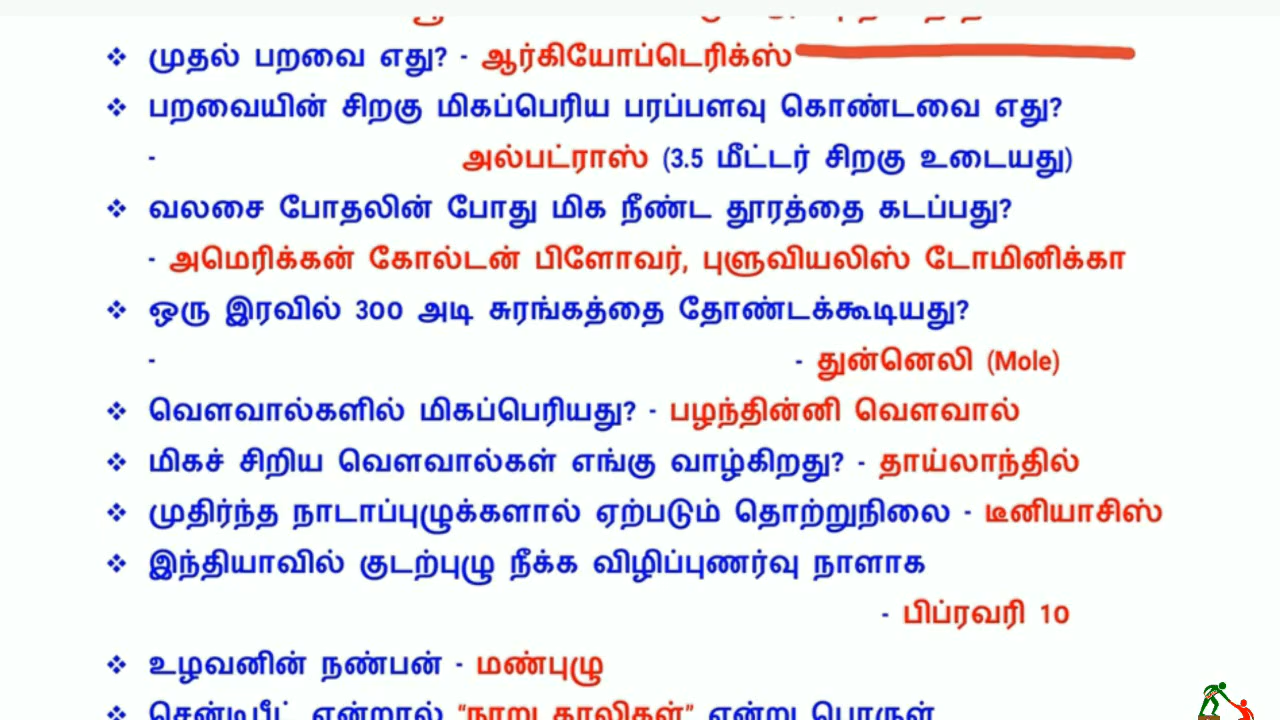 ❖ முதல் பறவை எது? - ஆர்கியோப்டெரிக்ஸ்
❖ பறவையின் சிறகு மிகப்பெரிய பரப்பளவு கொண்டவை எது?
- அல்பட்ராஸ் (3.5 மீட்டர் சிறகு உடையது)
❖ வலசை போதலின் போது மிக நீண்ட தூரத்தை கடப்பது?
- அமெரிக்கன் கோல்டன் பிளோவர், புளுவியலிஸ் டோமினிக்கா
❖ ஒரு இரவில் 300 அடி சுரங்கத்தை தோண்டக்கூடியது?
- - துன்னெலி (Mole)
❖ வௌவால்களில் மிகப்பெரியது? - பழந்தின்னி வௌவால்
❖ மிகச் சிறிய வௌவால்கள் எங்கு வாழ்கிறது? - தாய்லாந்தில்
❖ முதிர்ந்த நாடாப்புழுக்களால் ஏற்படும் தொற்றுநிலை - டீனியாசிஸ்
❖ இந்தியாவில் குடற்புழு நீக்க விழிப்புணர்வு நாளாக
- பிப்ரவரி 10
❖ உழவனின் நண்பன் - மண்புழு
❖ சென்டிபீட் என்றால் “நூறு காலிகள்” என்று பொருள்